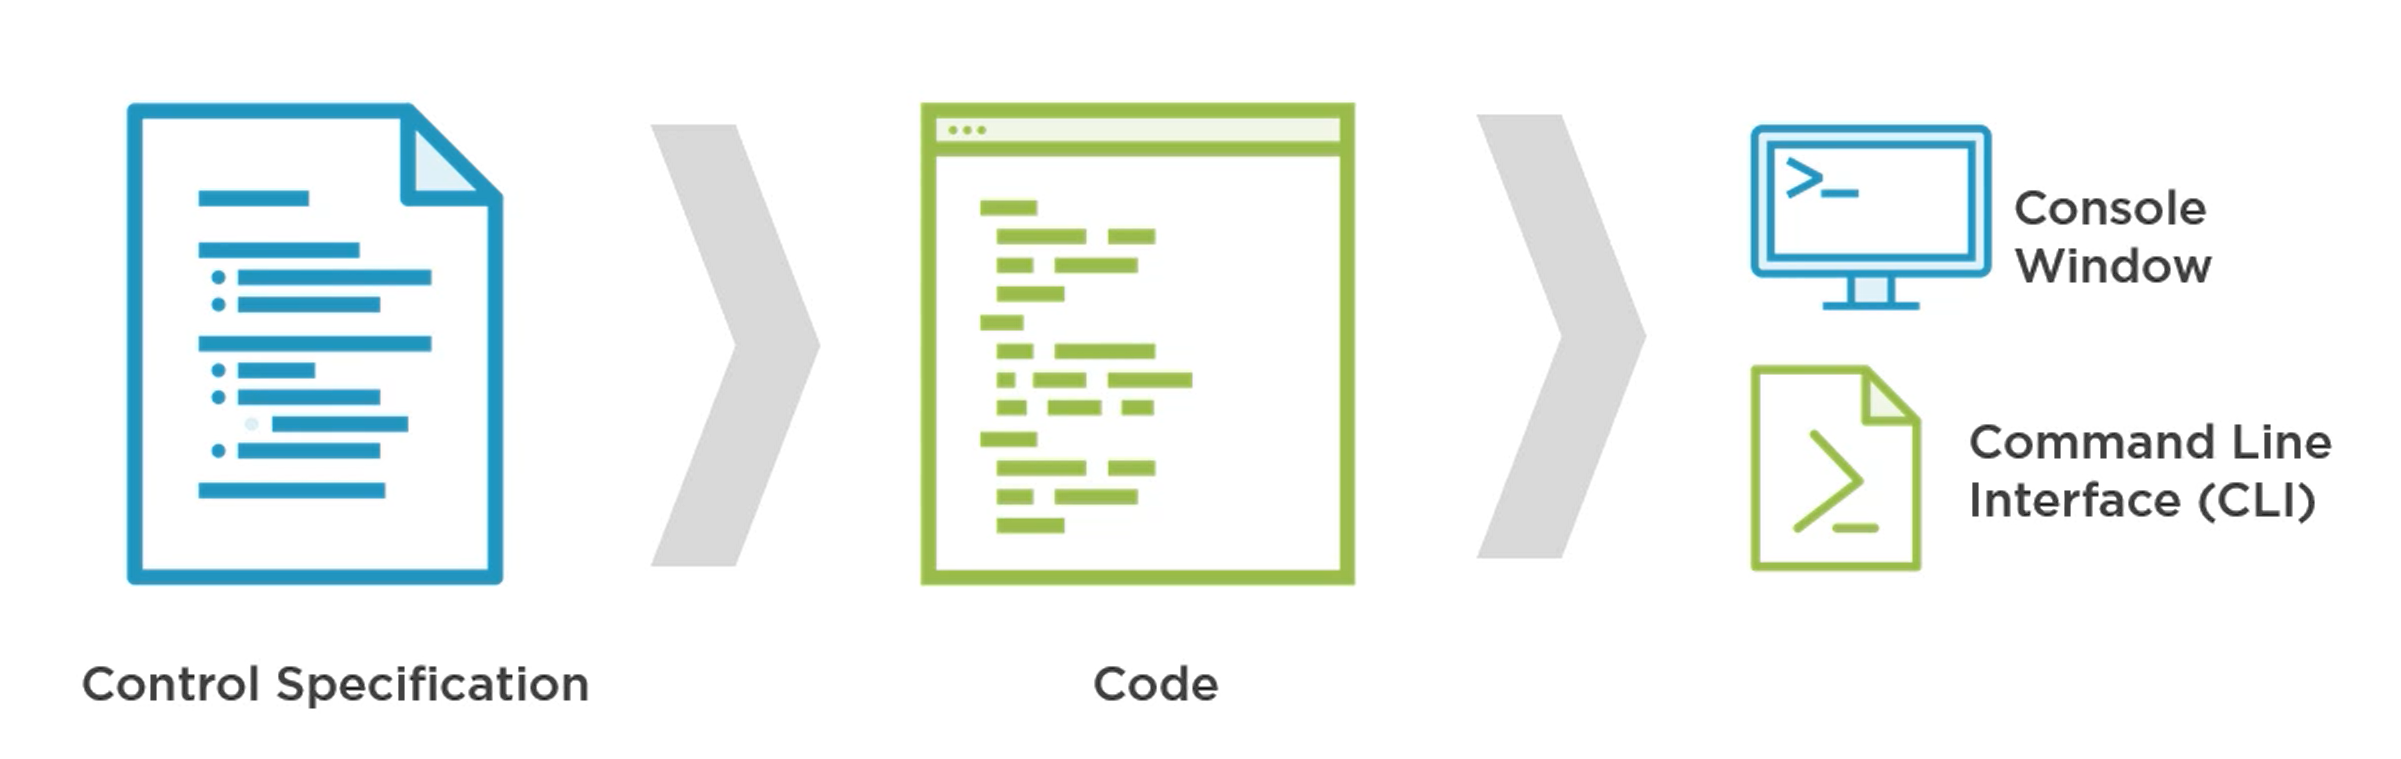 Control Specification
Code
Console
Window
Command Line
Interface (CLI)